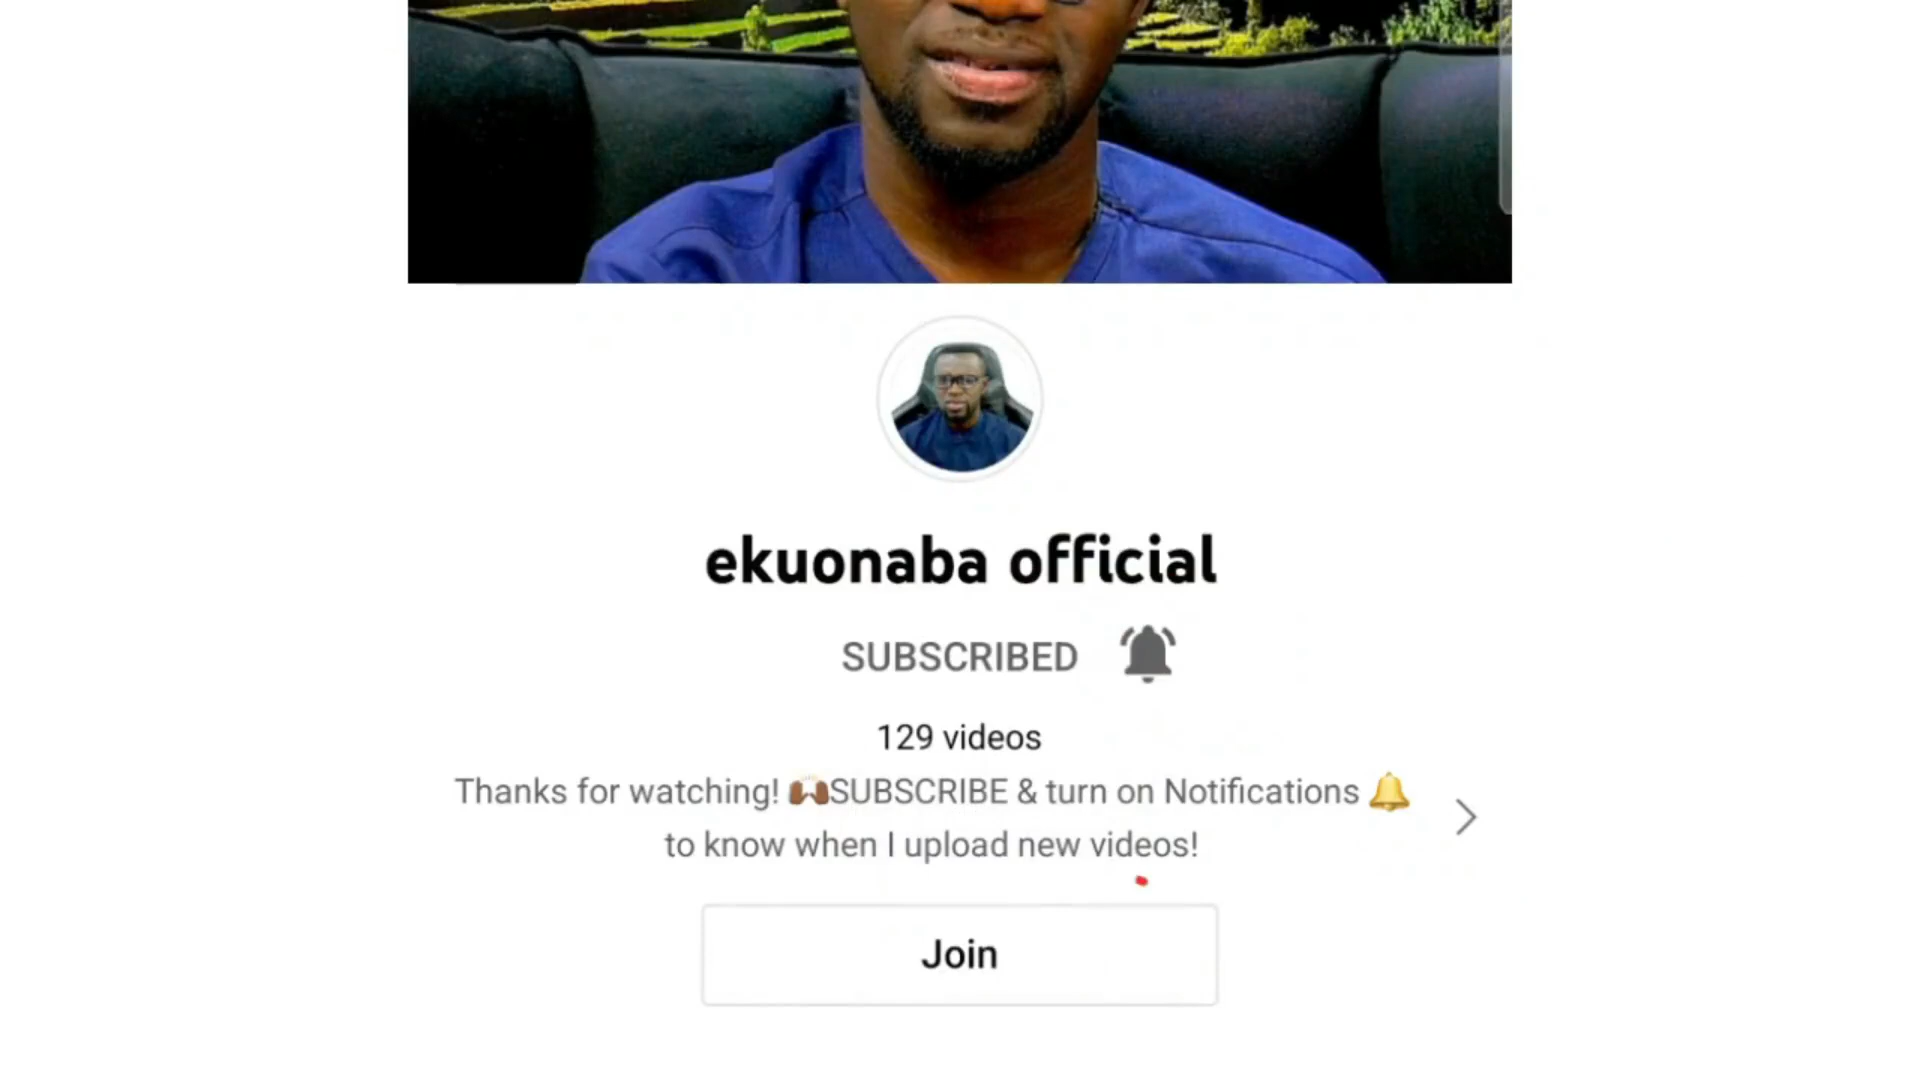 ekuonaba official
SUBSCRIBED
129 videos
Thanks for watching! 🙌🏾SUBSCRIBE & turn on Notifications 🔔
to know when I upload new videos!
Join